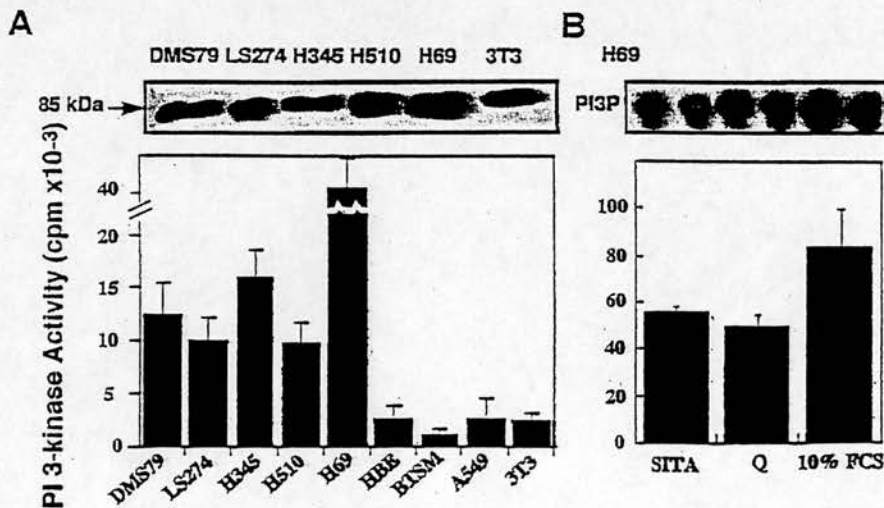 A
B
DMS79 LS274 H345 H510 H69 3T3
H69
85 kDa
PI3P
PI 3-kinase Activity (cpm x10-3)
40
20
15
10
5
0
100
80
60
40
20
0
DMS79 LS274 H345 H510 H69 HBE BTSM A549 3T3
SITA Q 10% FCS